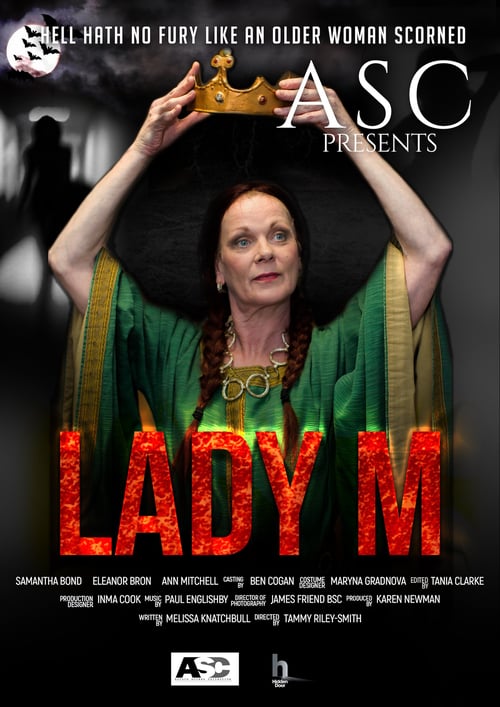 HELL HATH NO FURY LIKE AN OLDER WOMAN SCORNED
ASC
PRESENTS
LADY M
SAMANTHA BOND ELEANOR BRON ANN MITCHELL CASTING BY BEN COGAN COSTUME DESIGNER MARYNA GRADNOVA EDITED BY TANIA CLARKE
PRODUCTION DESIGNER INMA COOK MUSIC BY PAUL ENGLISHBY DIRECTOR OF PHOTOGRAPHY JAMES FRIEND BSC PRODUCED BY KAREN NEWMAN
WRITTEN BY MELISSA KNATCHBULL DIRECTED BY TAMMY RILEY-SMITH
ASC
h
Hidden
Door